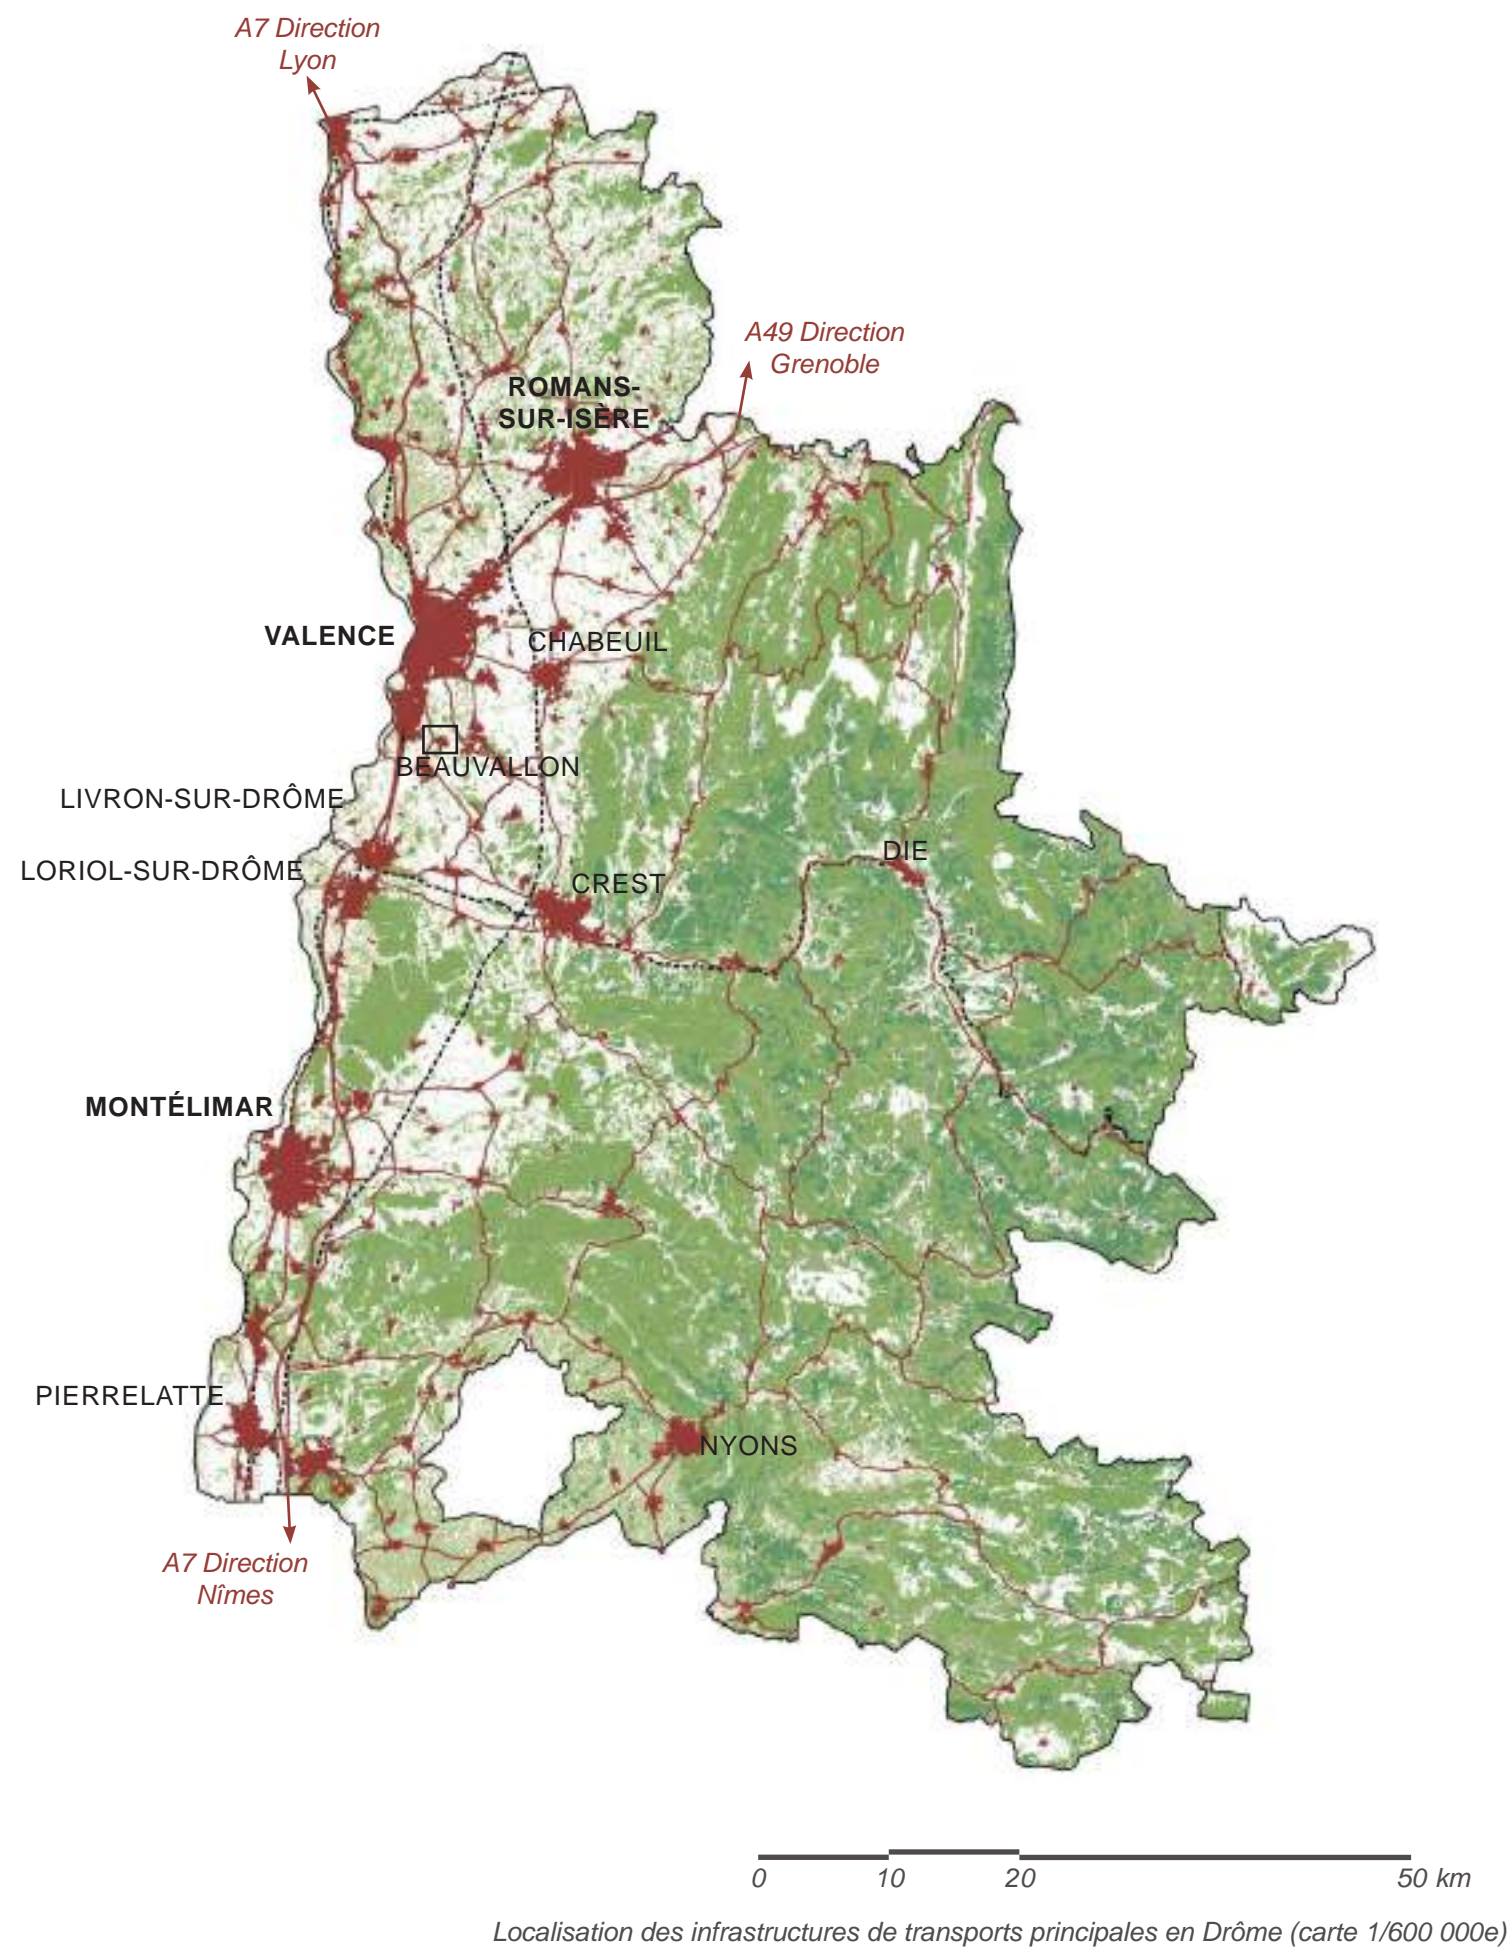 A7 Direction
Lyon
A49 Direction
Grenoble
ROMANS-
SUR-ISÈRE
VALENCE
CHABEUIL
BEAUVALLON
LIVRON-SUR-DRÔME
LORIOL-SUR-DRÔME
DIE
CREST
MONTÉLIMAR
PIERRELATTE
NYONS
A7 Direction
Nîmes
0 10 20 50 km
Localisation des infrastructures de transports principales en Drôme (carte 1/600 000e)